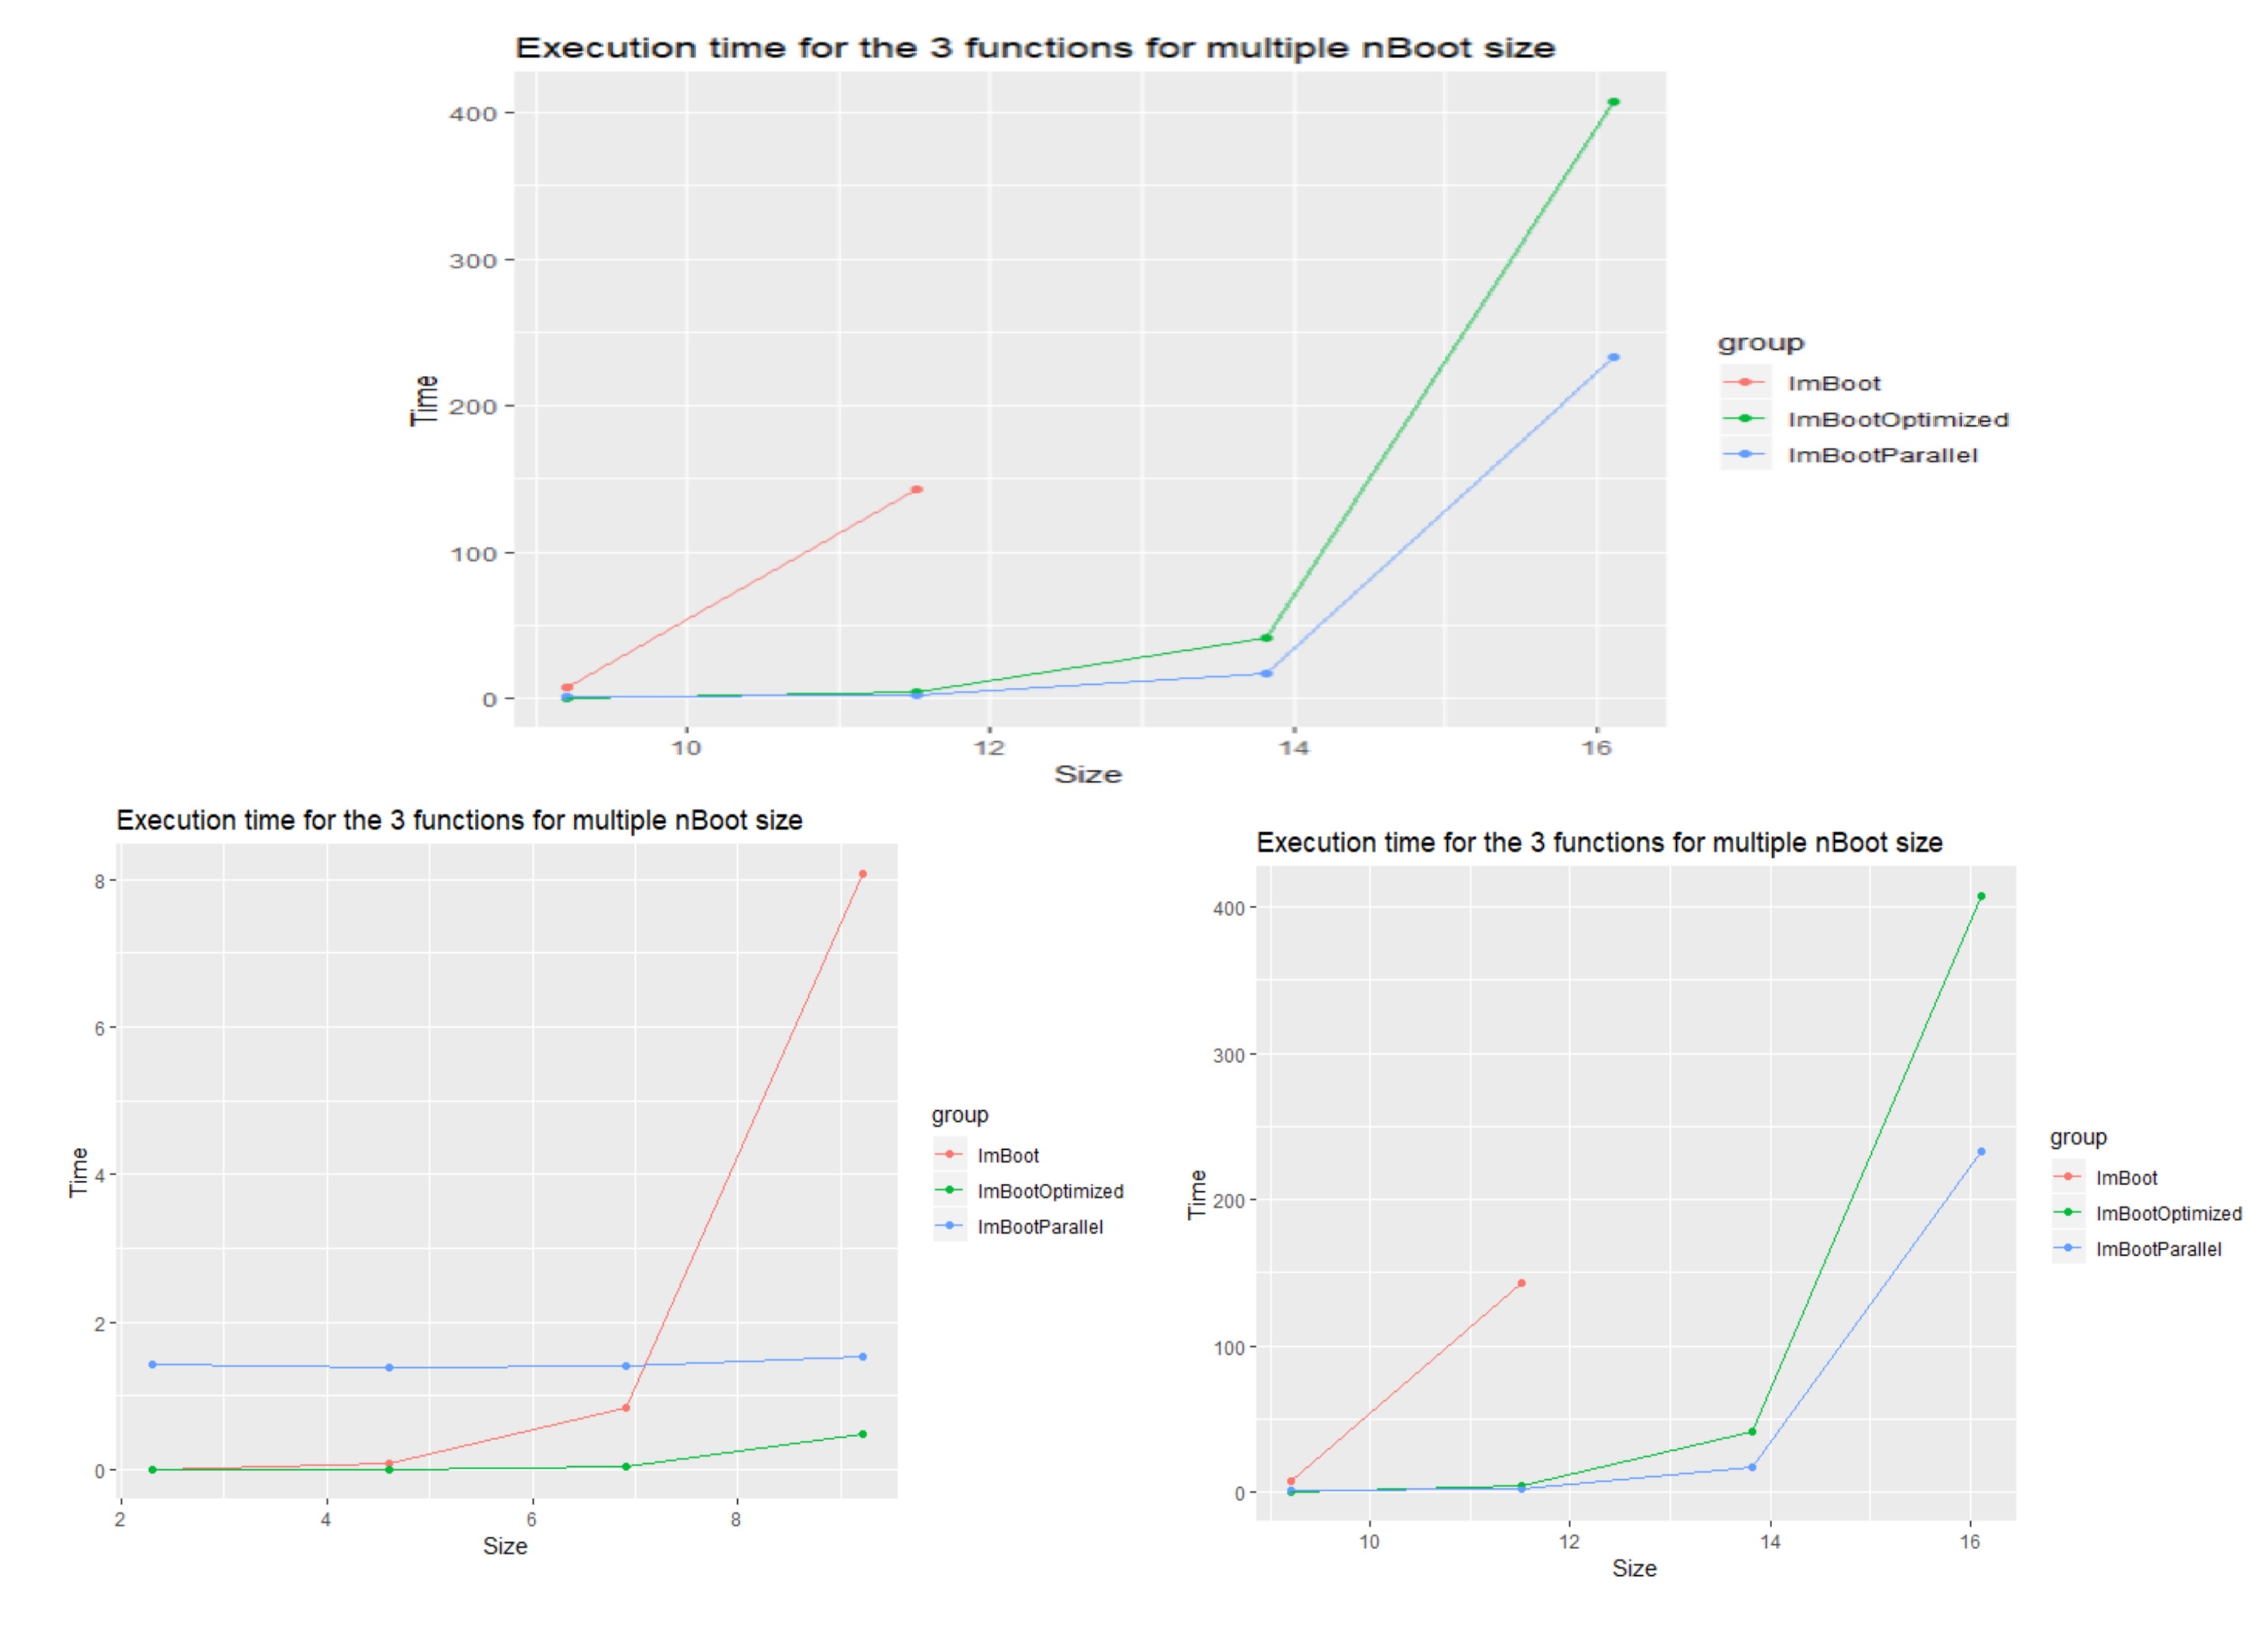 Execution time for the 3 functions for multiple nBoot size
400
300
200
100
0
Time
10 12 14 16
Size
group
lmBoot
lmBootOptimized
lmBootParallel
Execution time for the 3 functions for multiple nBoot size
8
6
4
2
0
Time
2 4 6 8
Size
group
lmBoot
lmBootOptimized
lmBootParallel
Execution time for the 3 functions for multiple nBoot size
400
300
200
100
0
Time
10 12 14 16
Size
group
lmBoot
lmBootOptimized
lmBootParallel